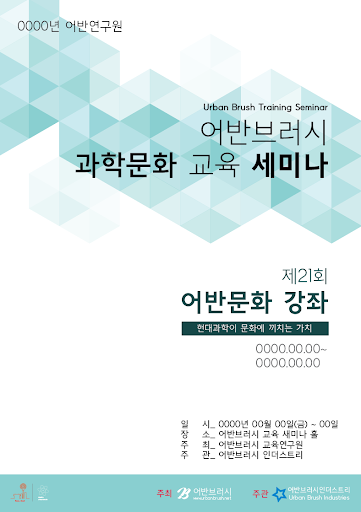 0000년 어반연구원
Urban Brush Training Seminar
어반브러시
과학문화 교육 세미나
제21회
어반문화 강좌
현대과학이 문화에 끼치는 가치
0000.00.00~
0000.00.00
일 시_ 0000년 00월 00일(금) ~ 00일
장 소_ 어반브러시 교육 세미나 홀
주 최_ 어반브러시 교육연구원
주 관_ 어반브러시 인더스트리
주최 어반브러시
www.urbanbrush.net
주관 어반브러시인더스트리
Urban Brush Industries